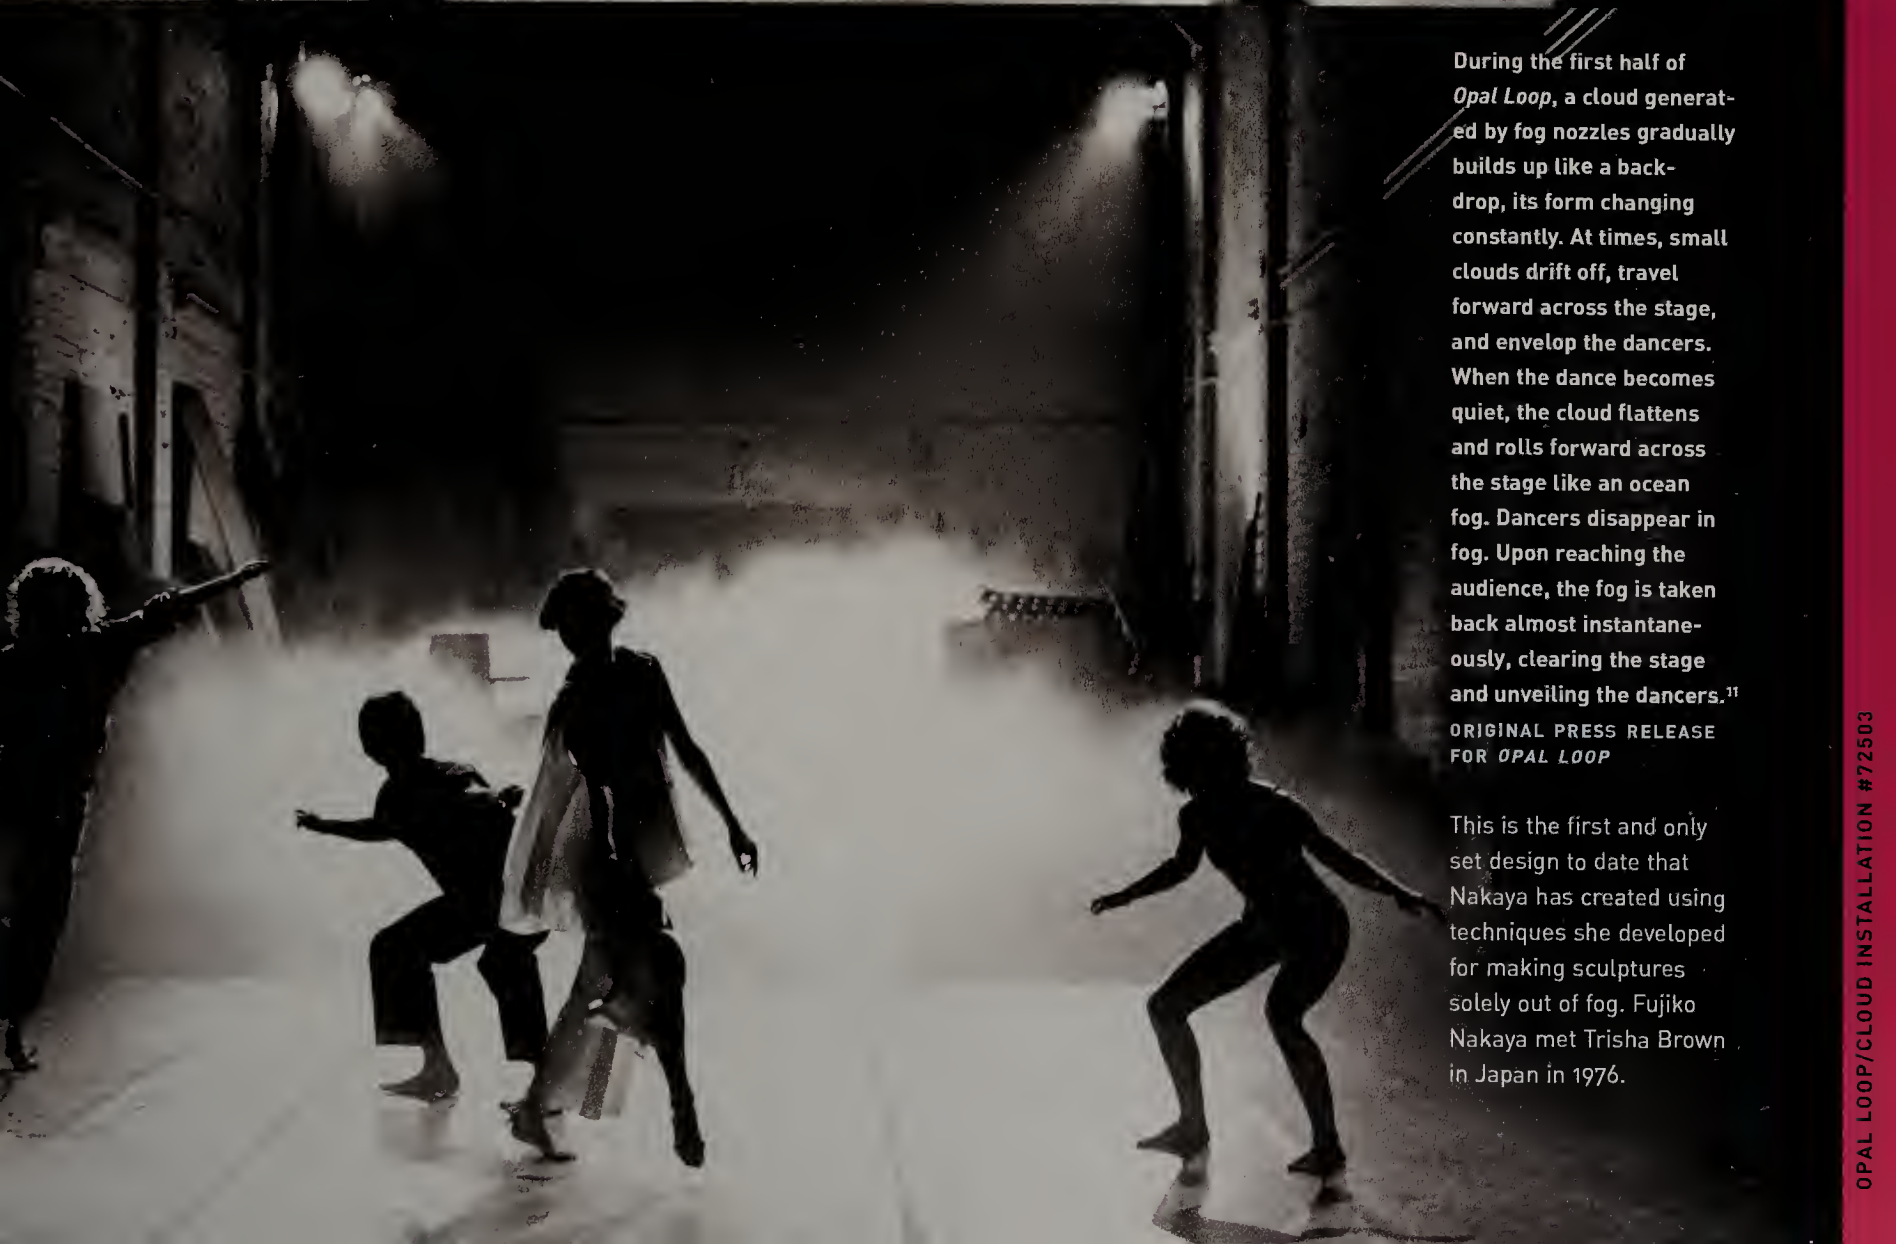 During the first half of
Opal Loop, a cloud generat-
ed by fog nozzles gradually
builds up like a back-
drop, its form changing
constantly. At times, small
clouds drift off, travel
forward across the stage,
and envelop the dancers.
When the dance becomes
quiet, the cloud flattens
and rolls forward across
the stage like an ocean
fog. Dancers disappear in
fog. Upon reaching the
audience, the fog is taken
back almost instantane-
ously, clearing the stage
and unveiling the dancers.¹¹
ORIGINAL PRESS RELEASE
FOR OPAL LOOP
This is the first and only
set design to date that
Nakaya has created using
techniques she developed
for making sculptures
solely out of fog. Fujiko
Nakaya met Trisha Brown
in Japan in 1976.
OPAL LOOP/CLOUD INSTALLATION #72503